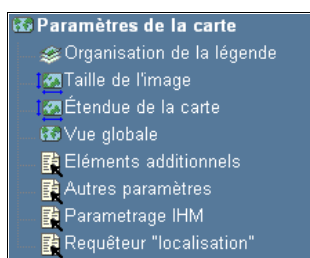 Paramètres de la carte
Organisation de la légende
Taille de l'image
Étendue de la carte
Vue globale
Eléments additionnels
Autres paramètres
Parametrage IHM
Requêteur "localisation"